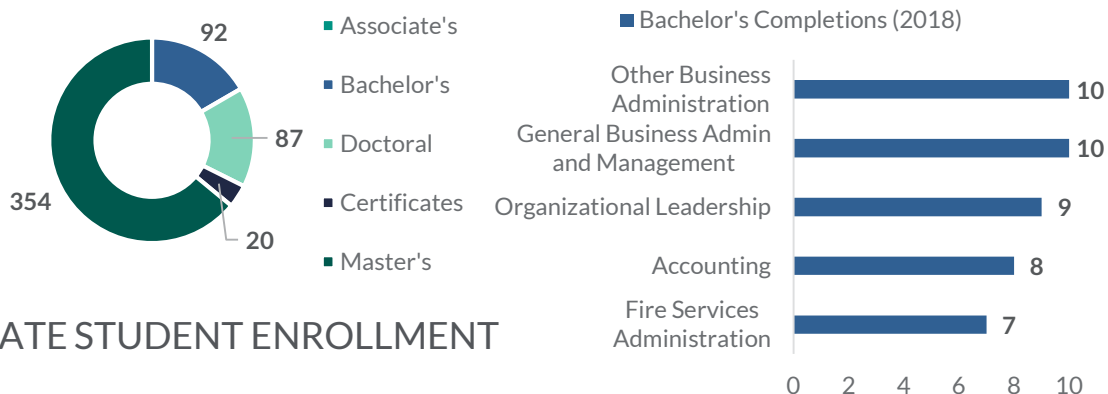 92
87
354
20
Associate's
Bachelor's
Doctoral
Certificates
Master's
ATE STUDENT ENROLLMENT
Bachelor's Completions (2018)
Other Business
Administration
10
General Business Admin
and Management
10
Organizational Leadership
9
Accounting
8
Fire Services
Administration
7
0 2 4 6 8 10